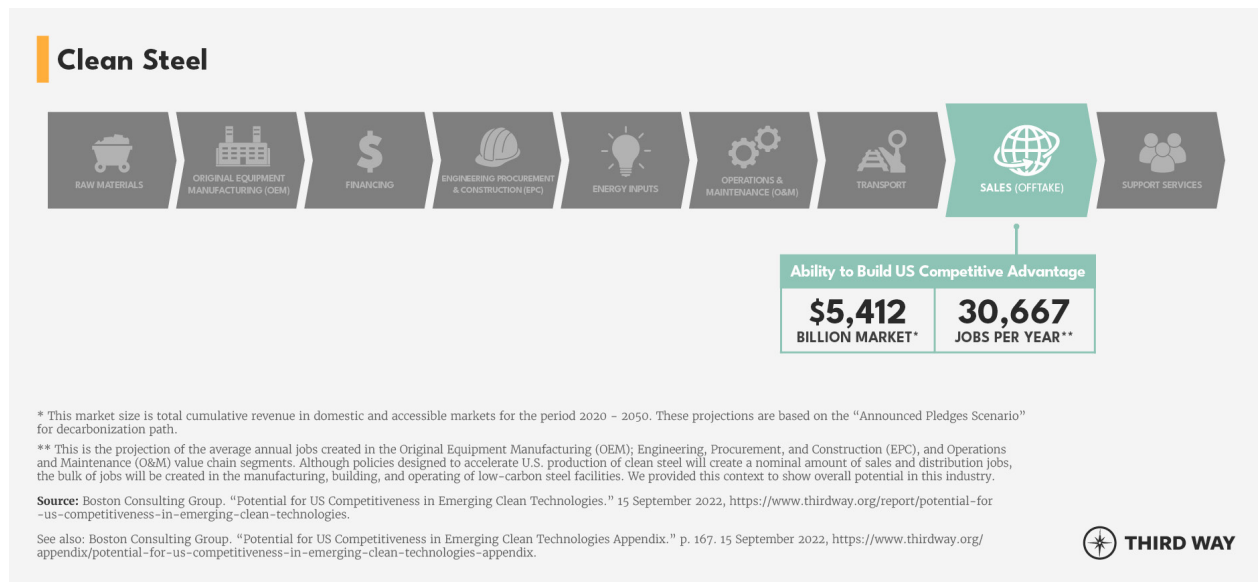 Clean Steel
RAW MATERIALS
ORIGINAL EQUIPMENT
MANUFACTURING (OEM)
FINANCING
ENGINEERING PROCUREMENT
& CONSTRUCTION (EPC)
ENERGY INPUTS
OPERATIONS &
MAINTENANCE (O&M)
TRANSPORT
SALES (OFFTAKE)
SUPPORT SERVICES
Ability to Build US Competitive Advantage
$5,412
BILLION MARKET*
30,667
JOBS PER YEAR**
* This market size is total cumulative revenue in domestic and accessible markets for the period 2020 - 2050. These projections are based on the “Announced Pledges Scenario”
for decarbonization path.
** This is the projection of the average annual jobs created in the Original Equipment Manufacturing (OEM); Engineering, Procurement, and Construction (EPC), and Operations
and Maintenance (O&M) value chain segments. Although policies designed to accelerate U.S. production of clean steel will create a nominal amount of sales and distribution jobs,
the bulk of jobs will be created in the manufacturing, building, and operating of low-carbon steel facilities. We provided this context to show overall potential in this industry.
Source: Boston Consulting Group. “Potential for US Competitiveness in Emerging Clean Technologies.” 15 September 2022, https://www.thirdway.org/report/potential-for
-us-competitiveness-in-emerging-clean-technologies.
See also: Boston Consulting Group. “Potential for US Competitiveness in Emerging Clean Technologies Appendix.” p. 167. 15 September 2022, https://www.thirdway.org/
appendix/potential-for-us-competitiveness-in-emerging-clean-technologies-appendix.
THIRD WAY